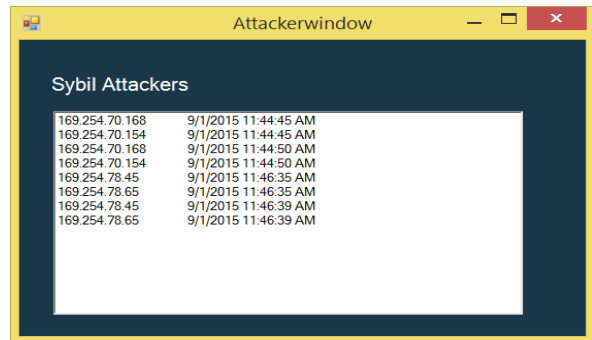 Attackerwindow
Sybil Attackers
169.254.70.168 9/1/2015 11:44:45 AM
169.254.70.154 9/1/2015 11:44:45 AM
169.254.70.168 9/1/2015 11:44:50 AM
169.254.70.154 9/1/2015 11:44:50 AM
169.254.78.45 9/1/2015 11:46:35 AM
169.254.78.65 9/1/2015 11:46:35 AM
169.254.78.45 9/1/2015 11:46:39 AM
169.254.78.65 9/1/2015 11:46:39 AM